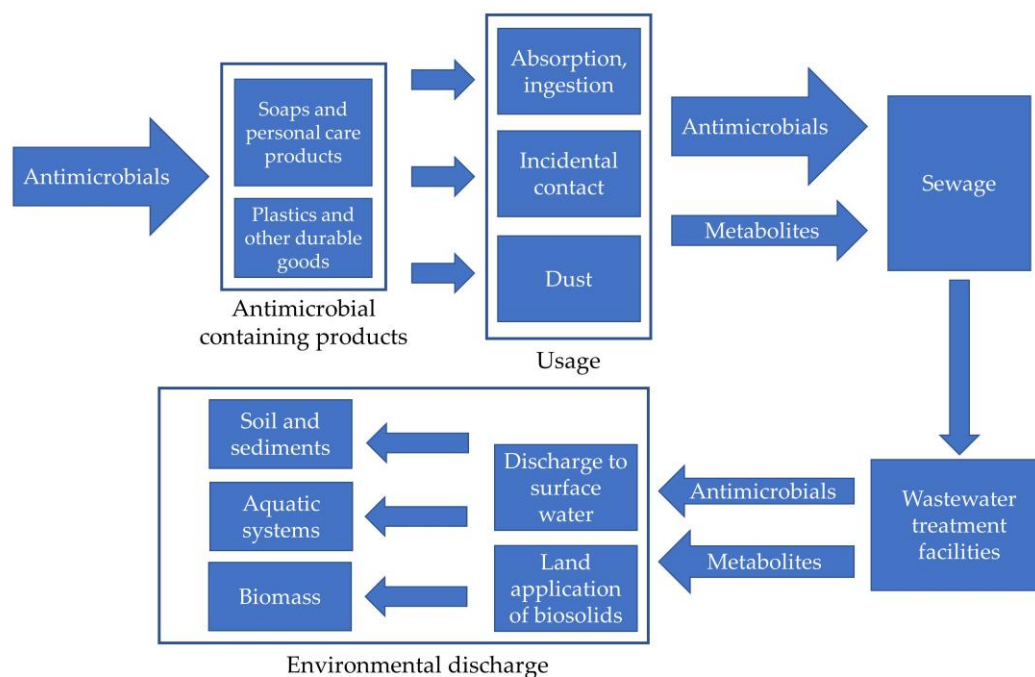 Antimicrobials
Soaps and
personal care
products
Plastics and
other durable
goods
Antimicrobial
containing products
Absorption,
ingestion
Incidental
contact
Dust
Usage
Antimicrobials
Metabolites
Sewage
Wastewater
treatment
facilities
Antimicrobials
Metabolites
Discharge to
surface
water
Land
application
of biosolids
Soil and
sediments
Aquatic
systems
Biomass
Environmental discharge